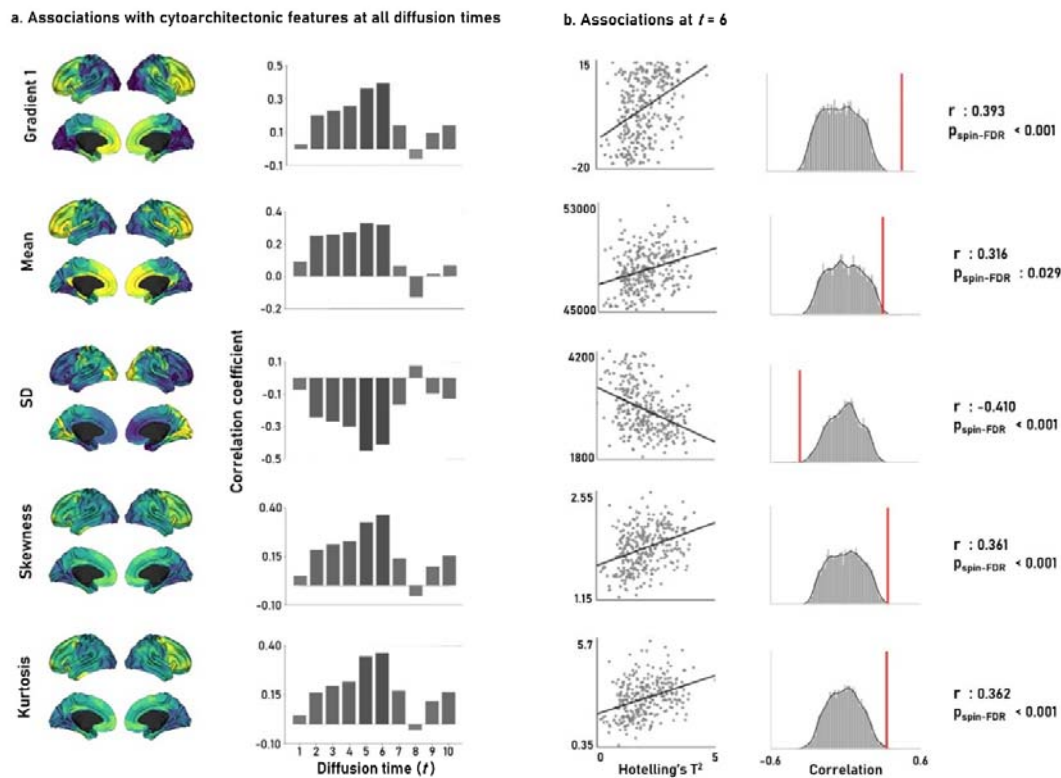 a. Associations with cytoarchitectonic features at all diffusion times
b. Associations at t = 6
Gradient 1
0.5
0.3
0.1
-0.1
15
-20
-0.6
0.6
r : 0.393
pspin-FDR < 0.001
Mean
0.4
0.2
0.0
-0.2
53000
45000
r : 0.316
pspin-FDR : 0.029
SD
0.1
-0.1
-0.3
-0.5
Correlation coefficient
4200
1800
r : -0.410
pspin-FDR < 0.001
Skewness
0.40
0.15
-0.10
2.55
1.15
r : 0.361
pspin-FDR < 0.001
Kurtosis
0.40
0.15
-0.10
1 2 3 4 5 6 7 8 9 10
Diffusion time (t)
5.7
0.35
0 5
Hotelling's T²
-0.6 0.6
Correlation
r : 0.362
pspin-FDR < 0.001